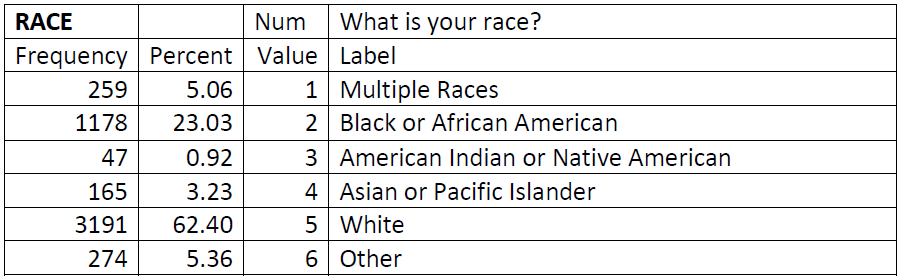 RACE Num What is your race?
Frequency Percent Value Label
259 5.06 1 Multiple Races
1178 23.03 2 Black or African American
47 0.92 3 American Indian or Native American
165 3.23 4 Asian or Pacific Islander
3191 62.40 5 White
274 5.36 6 Other